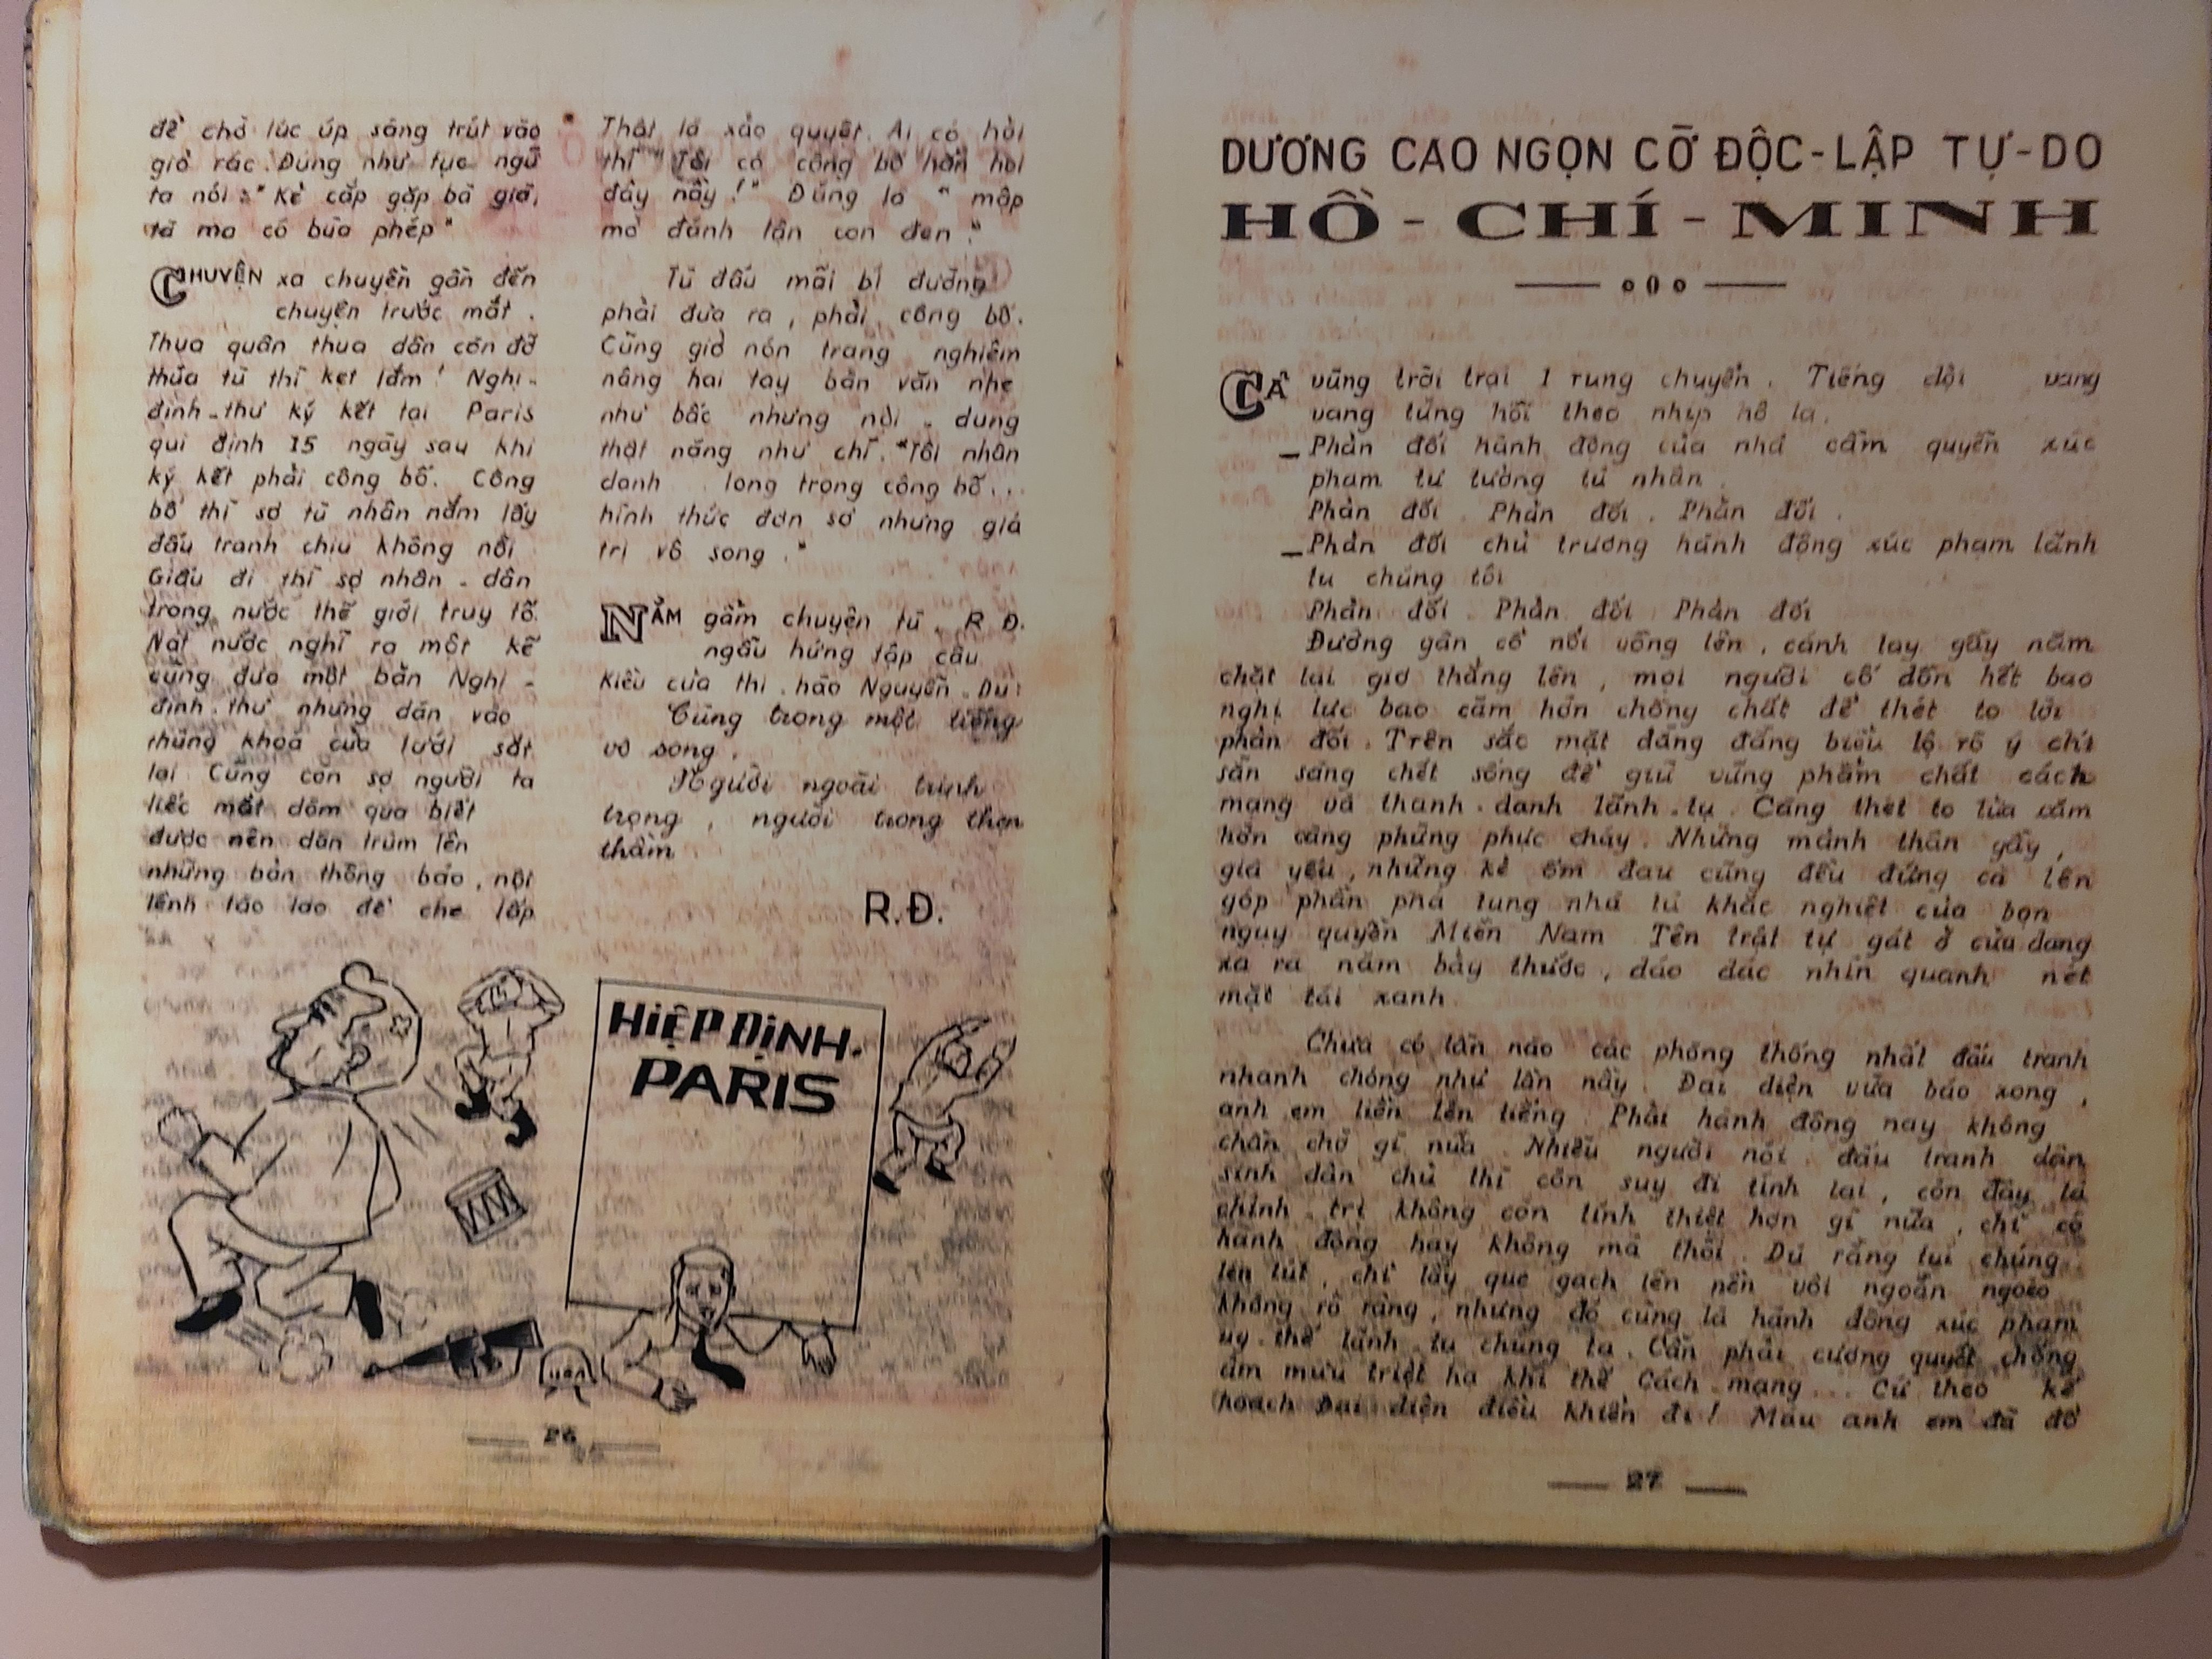 để chờ lúc úp sáng trút vào
giỏ rác. Đúng như tục ngữ
ta nói: "Kẻ cắp gặp bà già,
tà ma có bùa phép"
CHUYỆN xa chuyển gần đến
chuyện trước mắt.
Thua quân thua dân còn đỡ
thua tù thì kẹt lắm! Nghị-
định-thư ký kết tại Paris
qui định 15 ngày sau khi
ký kết phải công bố. Công
bố thì sợ tù nhân nắm lấy
đấu tranh chịu không nổi
Giấu đi thì sợ nhân-dân
trong nước thế giới truy tố.
Nát nước nghĩ ra một kế
cũng đưa một bản Nghị-
định-thư nhưng dán vào
thùng khoá cửa lưới sắt
lại Cũng còn sợ người ta
liếc mắt dòm qua biết
được nên dán trùm lên
những bản thông báo, nội
lệnh láo lao để che lấp
Thật là xảo quyệt. Ai có hỏi
thì "Tôi có công bố hẳn hoi
đây nầy!" Đúng là "mập
mờ đánh lận con đen."
Tù đấu mãi bí đường
phải đưa ra, phải công bố.
Cũng giở nón trang nghiêm
nâng hai tay bản văn nhẹ
như bấc nhưng nội-dung
thật nặng như chì. "Tôi nhân
danh long trọng công bố...
hình thức đơn sơ nhưng giá
trị vô song."
NẰM gẫm chuyện tù, R Đ.
ngẫu hứng tập câu
Kiều của thi-hào Nguyễn-Du:
Cùng trong một tiếng
vô song.
Người ngoài trịnh
trọng, người trong thẹn
thầm
R.Đ.
HIỆP ĐỊNH.
PARIS
USA
26
DƯƠNG CAO NGỌN CỜ ĐỘC-LẬP TỰ-DO
HỒ-CHÍ-MINH
CẢ vùng trời trại 1 rung chuyển. Tiếng dội vang
vang từng hồi theo nhịp hô la.
_Phản đối hành động của nhà cầm quyền xúc
phạm tư tưởng tù nhân.
Phản đối. Phản đối. Phản đối.
_Phản đối chủ trương hành động xúc phạm lãnh
tụ chúng tôi
Phản đối. Phản đối Phản đối
Đường gân cổ nổi vồng lên, cánh tay gầy nắm
chặt lại giơ thẳng lên, mọi người cố dồn hết bao
nghị lực bao căm hờn chồng chất để thét to lời
phản đối. Trên sắc mặt đằng đằng biểu lộ rõ ý chí
sẵn sàng chết sống để giữ vững phẩm chất cách
mạng và thanh-danh lãnh-tụ. Càng thét to lửa căm
hờn càng phừng phực cháy. Những mảnh thân gầy,
già yếu, những kẻ ốm đau cũng đều đứng cả lên
góp phần phá tung nhà tù khắc nghiệt của bọn
ngụy quyền Miền Nam Tên trật tự gát ở cửa dang
xa ra năm bảy thước, dáo dác nhìn quanh nét
mặt tái xanh
Chưa có lần nào các phòng thống nhất đấu tranh
nhanh chóng như lần nầy. Đại diện vừa báo xong,
anh em liền lên tiếng. Phải hành động ngay không
chần chờ gì nữa. Nhiều người nói: đấu tranh dân
sinh dân chủ thì còn suy đi tính lại, còn đây là
chính-trị không còn tính thiệt hơn gì nữa, chỉ có
hành động hay không mà thôi. Dù rằng tụi chúng
lén lút, chỉ lấy que gạch lên nền vôi ngoằn ngoèo
không rõ ràng, nhưng đó cũng là hành động xúc phạm
uy-thế lãnh-tụ chúng ta. Cần phải cương quyết chống
âm mưu triệt hạ khí thế Cách-mạng... Cứ theo kế
hoạch Đại diện điều khiển đi! Máu anh em đã đổ
27